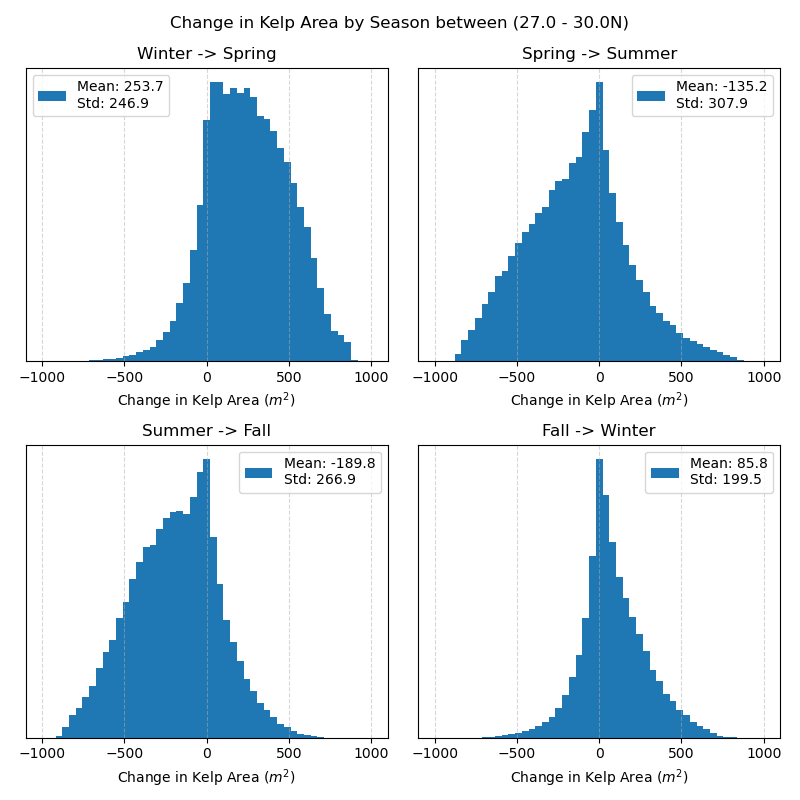 Change in Kelp Area by Season between (27.0 - 30.0N)
Winter -> Spring
Mean: 253.7
Std: 246.9
−1000 −500 0 500 1000
Change in Kelp Area (m²)
Spring -> Summer
Mean: -135.2
Std: 307.9
−1000 −500 0 500 1000
Change in Kelp Area (m²)
Summer -> Fall
Mean: -189.8
Std: 266.9
−1000 −500 0 500 1000
Change in Kelp Area (m²)
Fall -> Winter
Mean: 85.8
Std: 199.5
−1000 −500 0 500 1000
Change in Kelp Area (m²)